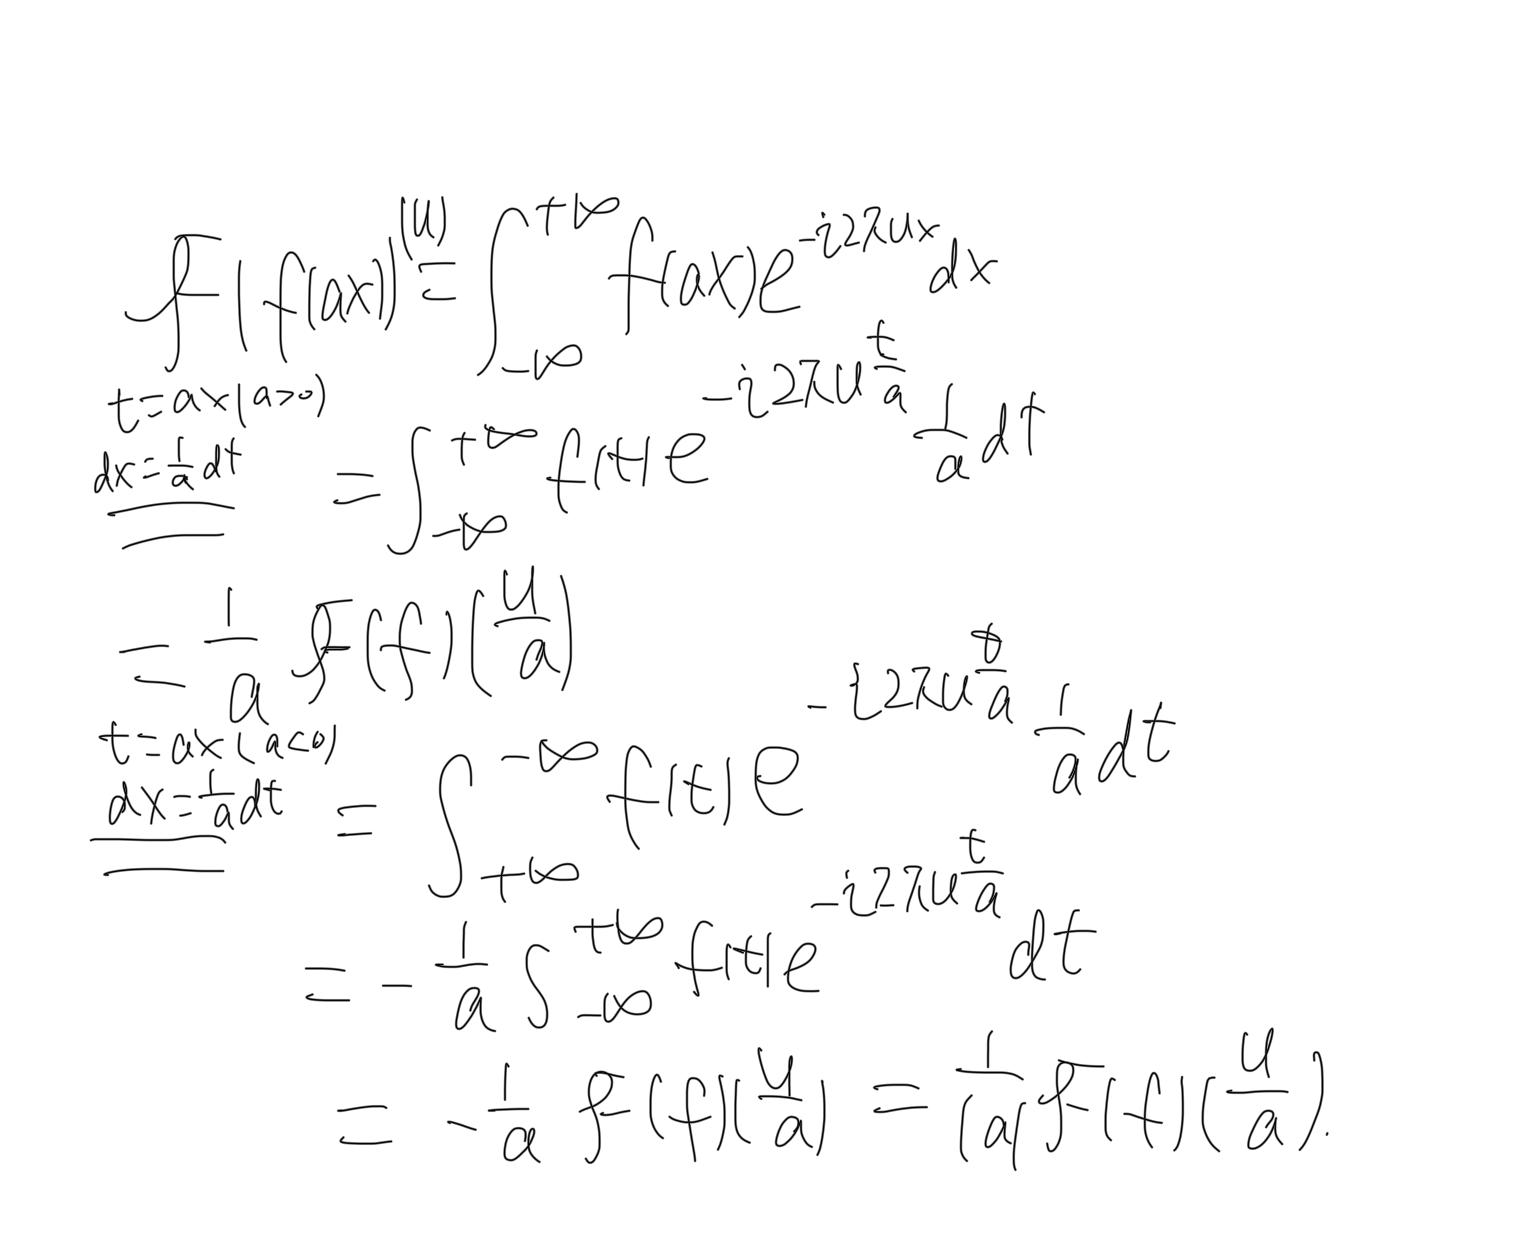 $\mathcal{F}(f(ax))(u) = \int_{-\infty}^{+\infty} f(ax) e^{-i2\pi ux} dx$
$t = ax (a>0)$
$dx = \frac{1}{a} dt$ $= \int_{-\infty}^{+\infty} f(t) e^{-i2\pi u\frac{t}{a}} \frac{1}{a} dt$
$= \frac{1}{a} \mathcal{F}(f)(\frac{u}{a})$
$t = ax (a<0)$
$dx = \frac{1}{a} dt$ $= \int_{+\infty}^{-\infty} f(t) e^{-i2\pi u\frac{t}{a}} \frac{1}{a} dt$
$= -\frac{1}{a} \int_{-\infty}^{+\infty} f(t) e^{-i2\pi u\frac{t}{a}} dt$
$= -\frac{1}{a} \mathcal{F}(f)(\frac{u}{a}) = \frac{1}{|a|} \mathcal{F}(f)(\frac{u}{a}).$